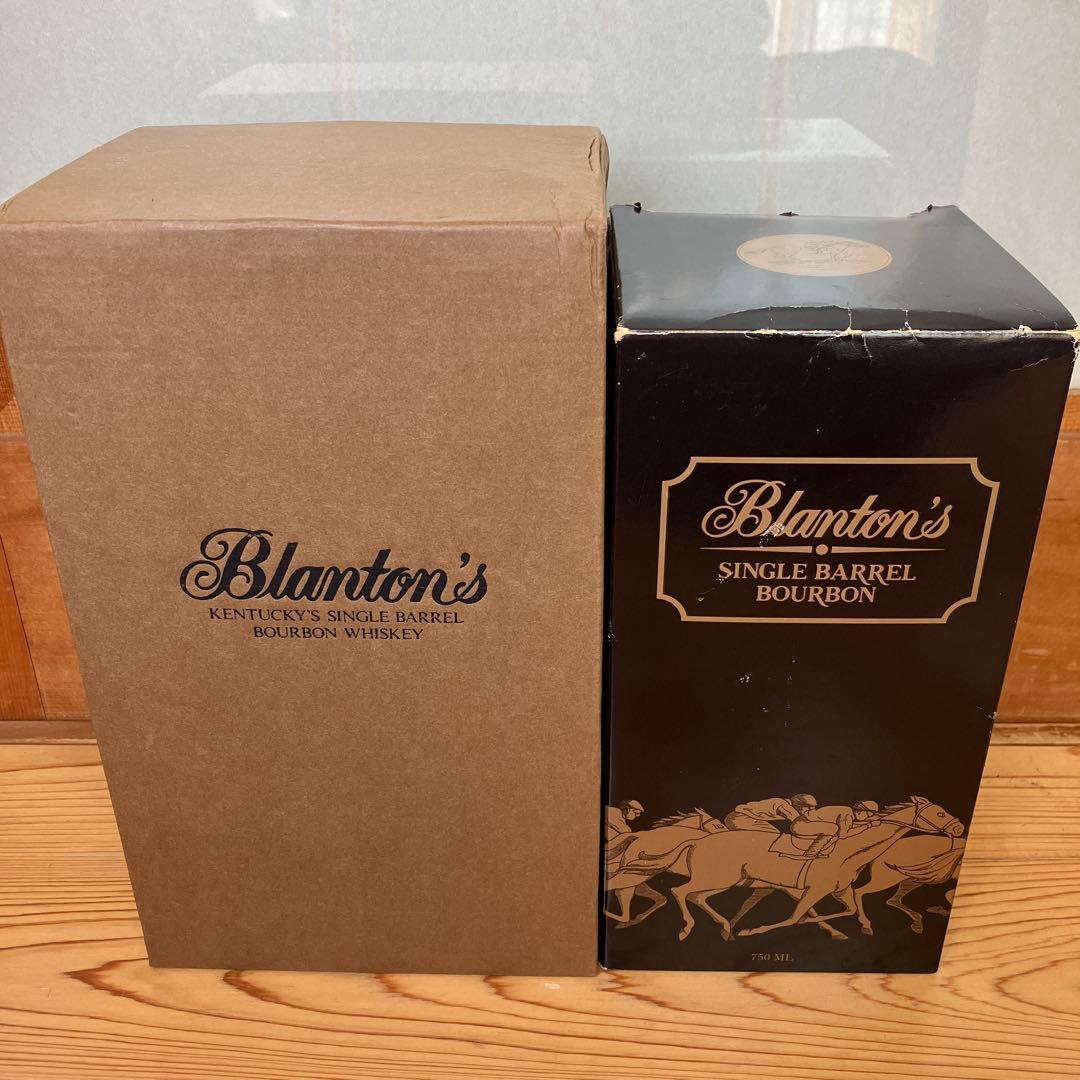 Blanton's
KENTUCKY'S SINGLE BARREL
BOURBON WHISKEY
Blanton's
SINGLE BARREL
BOURBON
750 ML